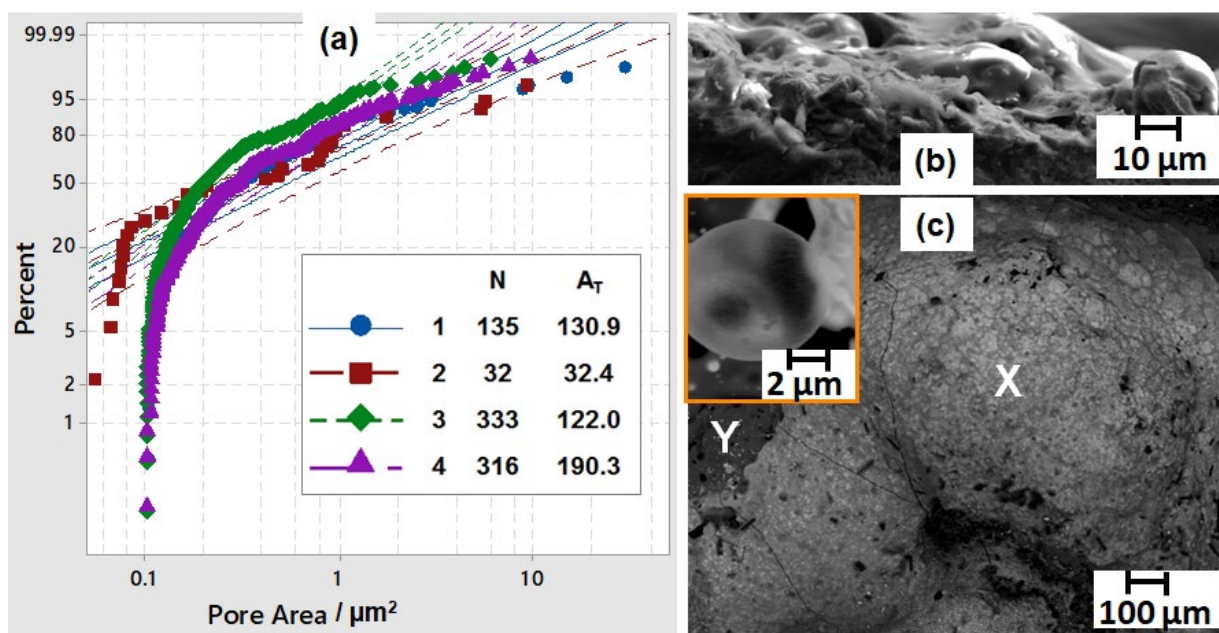 (a)
99.99
95
80
50
20
5
2
1
Percent
N A_T
1 135 130.9
2 32 32.4
3 333 122.0
4 316 190.3
0.1 1 10
Pore Area / µm²
(b)
10 µm
(c)
2 µm
X
Y
100 µm